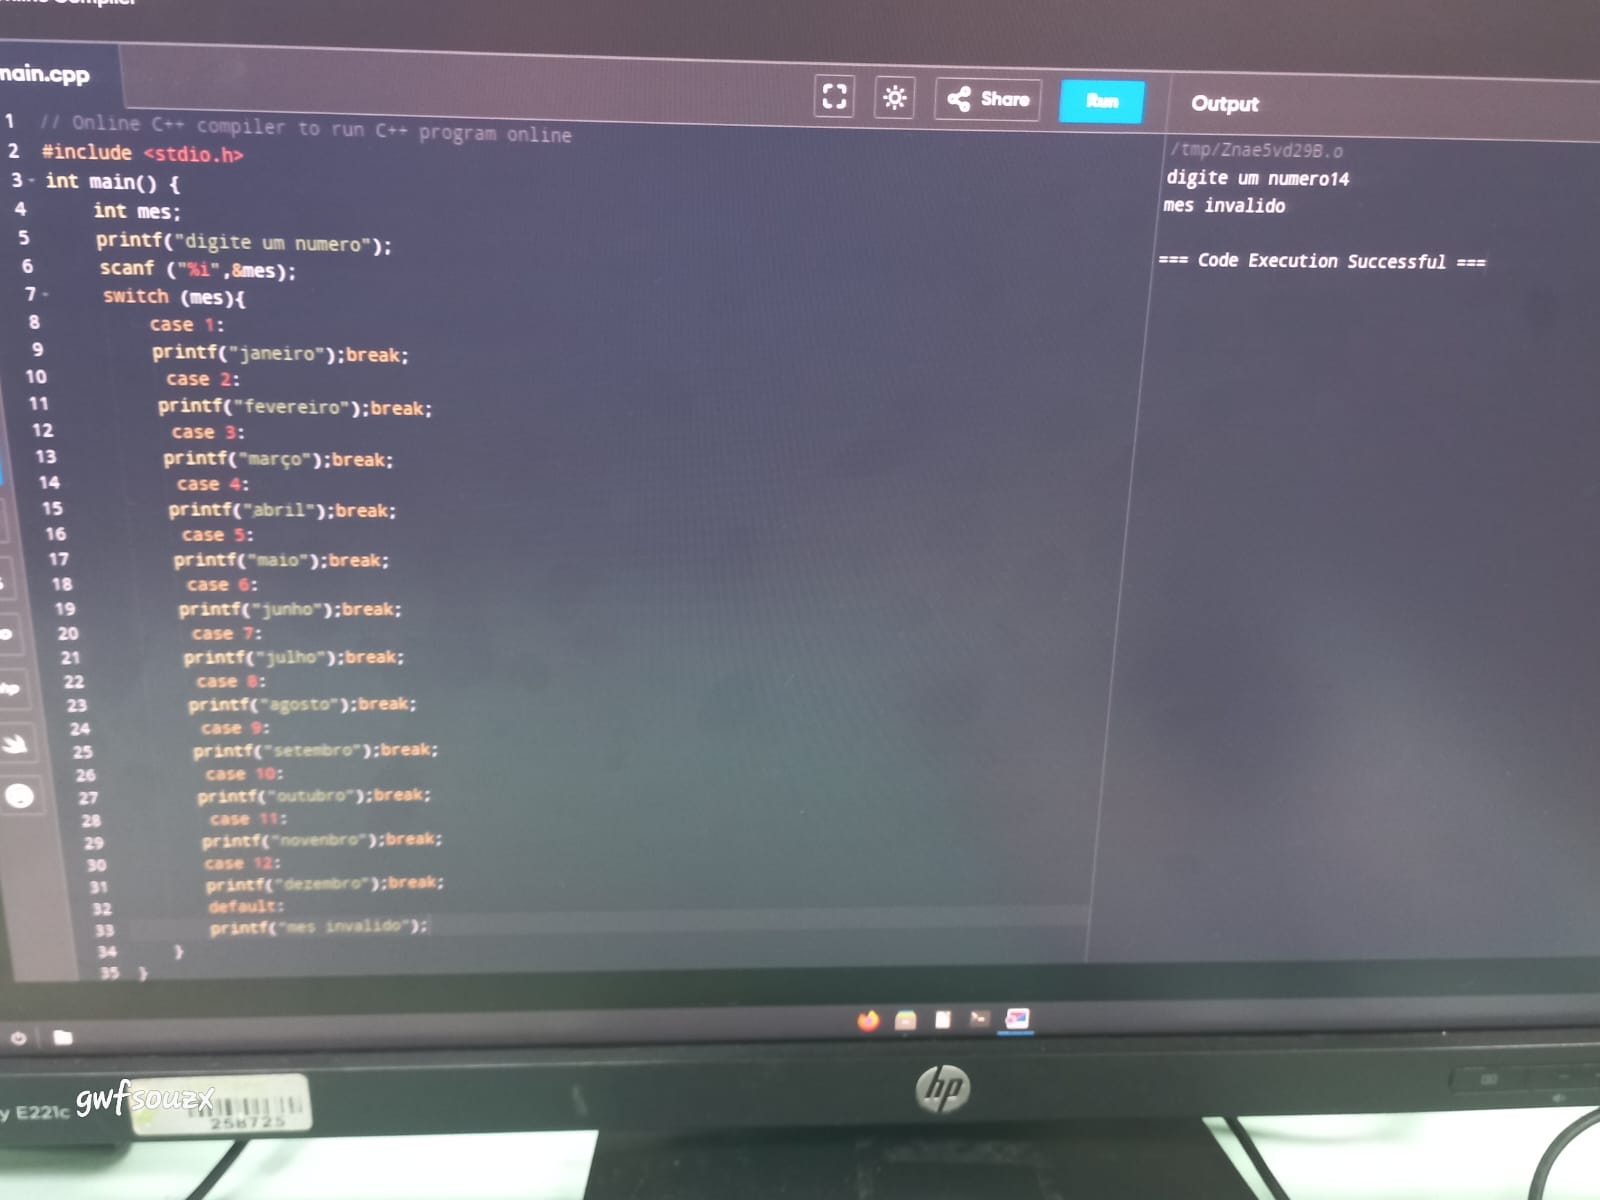 main.cpp
Share
Run
Output
1 // Online C++ compiler to run C++ program online
2 #include <stdio.h>
3 int main() {
4 int mes;
5 printf("digite um numero");
6 scanf ("%i",&mes);
7 switch (mes){
8 case 1:
9 printf("janeiro");break;
10 case 2:
11 printf("fevereiro");break;
12 case 3:
13 printf("março");break;
14 case 4:
15 printf("abril");break;
16 case 5:
17 printf("maio");break;
18 case 6:
19 printf("junho");break;
20 case 7:
21 printf("julho");break;
22 case 8:
23 printf("agosto");break;
24 case 9:
25 printf("setembro");break;
26 case 10:
27 printf("outubro");break;
28 case 11:
29 printf("novenbro");break;
30 case 12:
31 printf("dezembro");break;
32 default:
33 printf("mes invalido");
34 }
35 }
/tmp/Znae5vd29B.o
digite um numero14
mes invalido
=== Code Execution Successful ===
hp
y E221c
gwfsouzx
258725